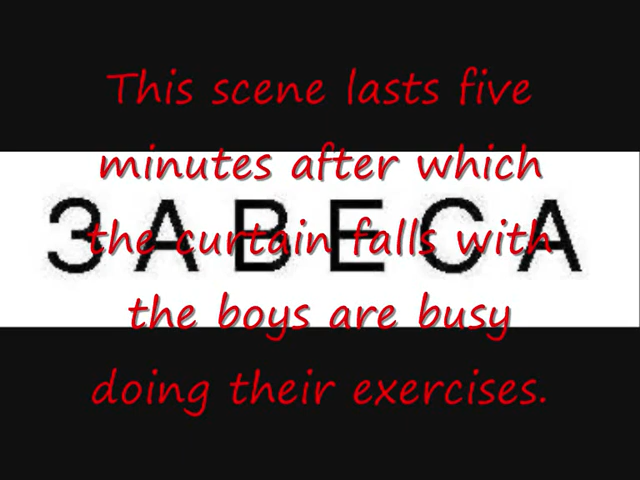 This scene lasts five
minutes after which
ЗАВЕСА
the curtain falls with
the boys are busy
doing their exercises.